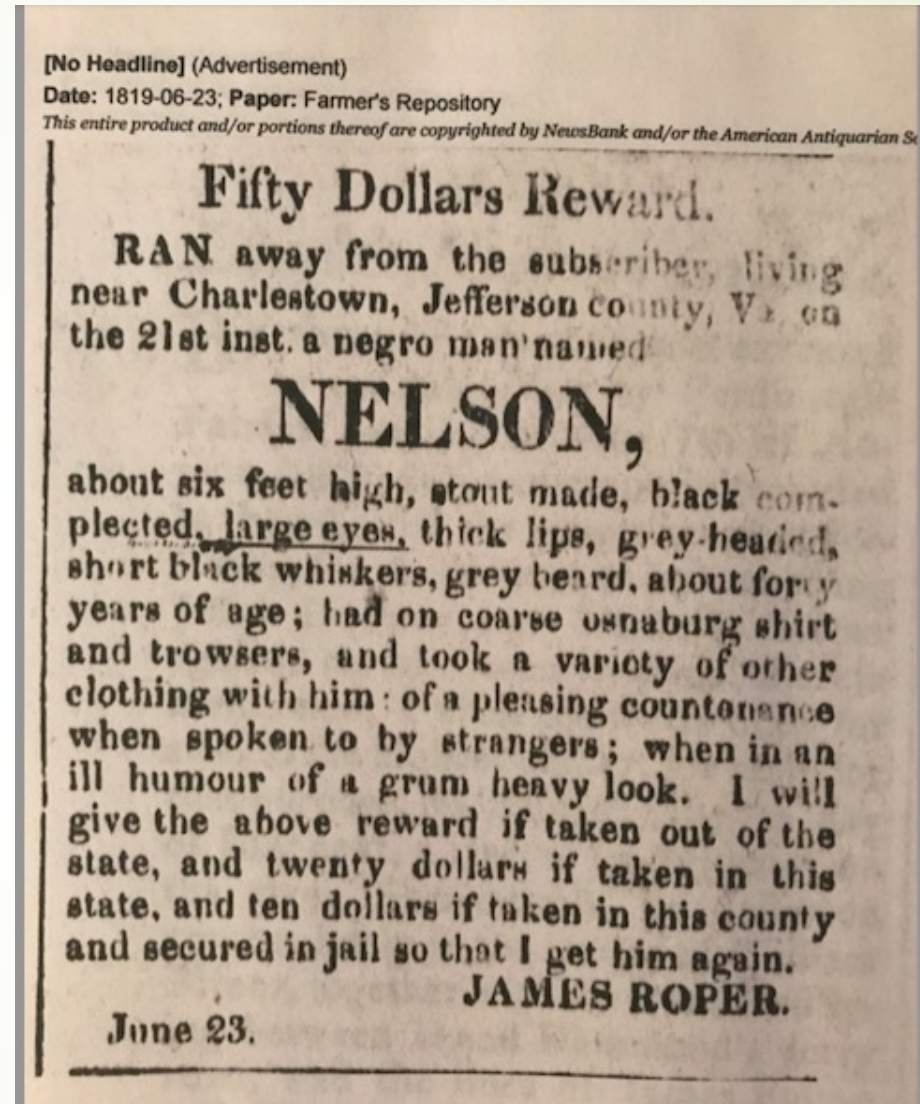 [No Headline] (Advertisement)
Date: 1819-06-23; Paper: Farmer's Repository
This entire product and/or portions thereof are copyrighted by NewsBank and/or the American Antiquarian
Fifty Dollars Reward.
RAN away from the subscriber, living
near Charlestown, Jefferson county, Va. on
the 21st inst. a negro man named
NELSON,
about six feet high, stout made, black com-
plected, large eyes, thick lips, grey-headed,
short black whiskers, grey beard, about forty
years of age; had on coarse osnaburg shirt
and trowsers, and took a variety of other
clothing with him: of a pleasing countenance
when spoken to by strangers; when in an
ill humour of a grum heavy look. I will
give the above reward if taken out of the
state, and twenty dollars if taken in this
state, and ten dollars if taken in this county
and secured in jail so that I get him again.
JAMES ROPER.
June 23.